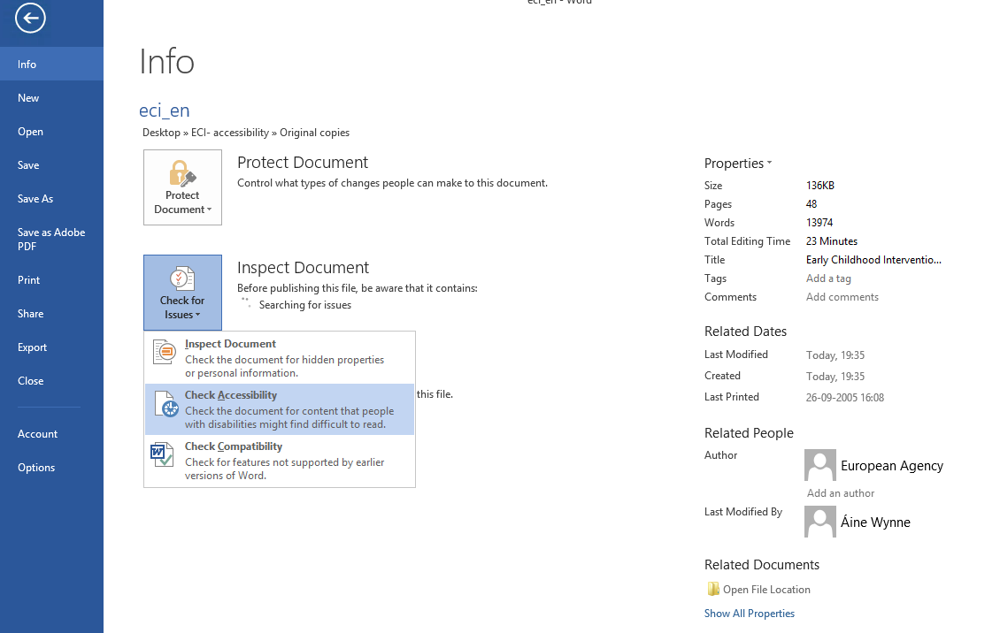 eci_en - Word
Info
New
Open
Save
Save As
Save as Adobe
PDF
Print
Share
Export
Close
Account
Options
Info
eci_en
Desktop » ECI- accessibility » Original copies
Protect
Document
Protect Document
Control what types of changes people can make to this document.
Check for
Issues
Inspect Document
Before publishing this file, be aware that it contains:
Searching for issues
Inspect Document
Check the document for hidden properties
or personal information.
Check Accessibility
Check the document for content that people
with disabilities might find difficult to read.
Check Compatibility
Check for features not supported by earlier
versions of Word.
this file.
Properties
Size 136KB
Pages 48
Words 13974
Total Editing Time 23 Minutes
Title Early Childhood Interventio...
Tags Add a tag
Comments Add comments
Related Dates
Last Modified Today, 19:35
Created Today, 19:35
Last Printed 26-09-2005 16:08
Related People
Author European Agency
Add an author
Last Modified By Áine Wynne
Related Documents
Open File Location
Show All Properties